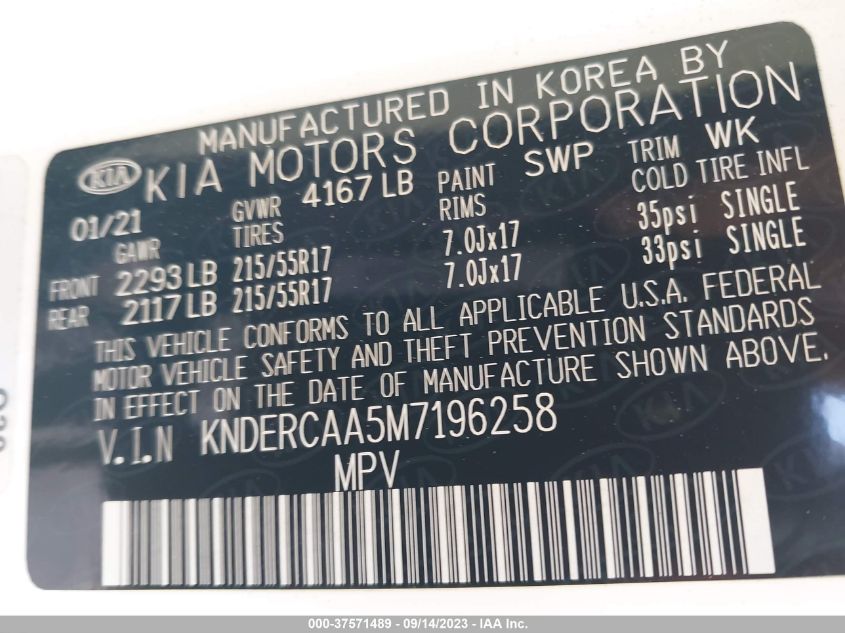 MANUFACTURED IN KOREA BY
KIA KIA MOTORS CORPORATION
01/21 GVWR 4167 LB PAINT SWP TRIM WK
GAWR TIRES RIMS COLD TIRE INFL
FRONT 2293 LB 215/55R17 7.0Jx17 35psi SINGLE
REAR 2117 LB 215/55R17 7.0Jx17 33psi SINGLE
THIS VEHICLE CONFORMS TO ALL APPLICABLE U.S.A. FEDERAL
MOTOR VEHICLE SAFETY AND THEFT PREVENTION STANDARDS
IN EFFECT ON THE DATE OF MANUFACTURE SHOWN ABOVE.
V.I.N KNDERCAA5M7196258
MPV
000-37571489 - 09/14/2023 - IAA Inc.